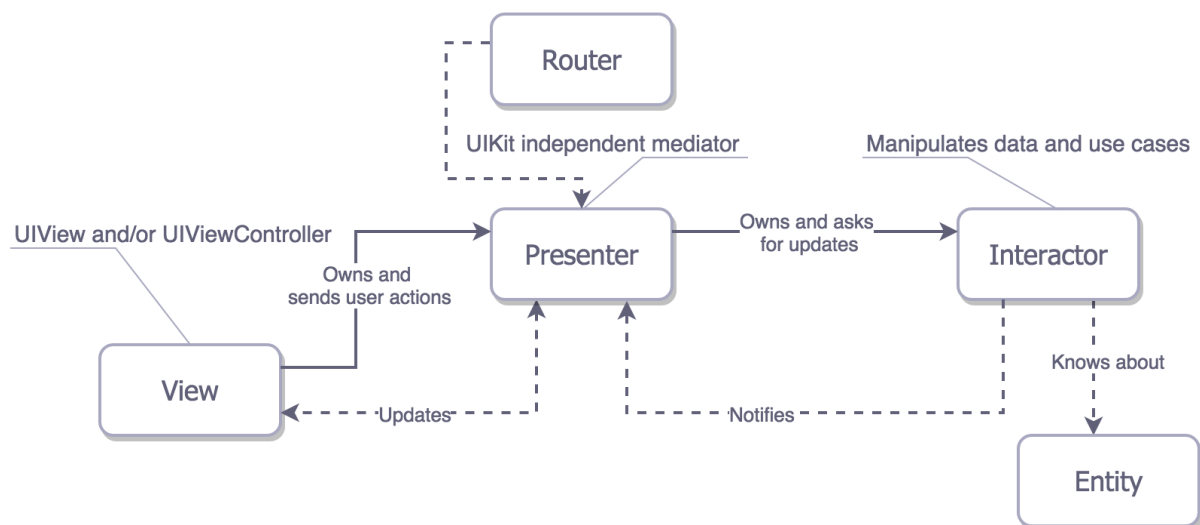 Router
UIKit independent mediator
Manipulates data and use cases
UIView and/or UIViewController
Presenter
Owns and asks
for updates
Interactor
Owns and
sends user actions
View
Updates
Notifies
Knows about
Entity